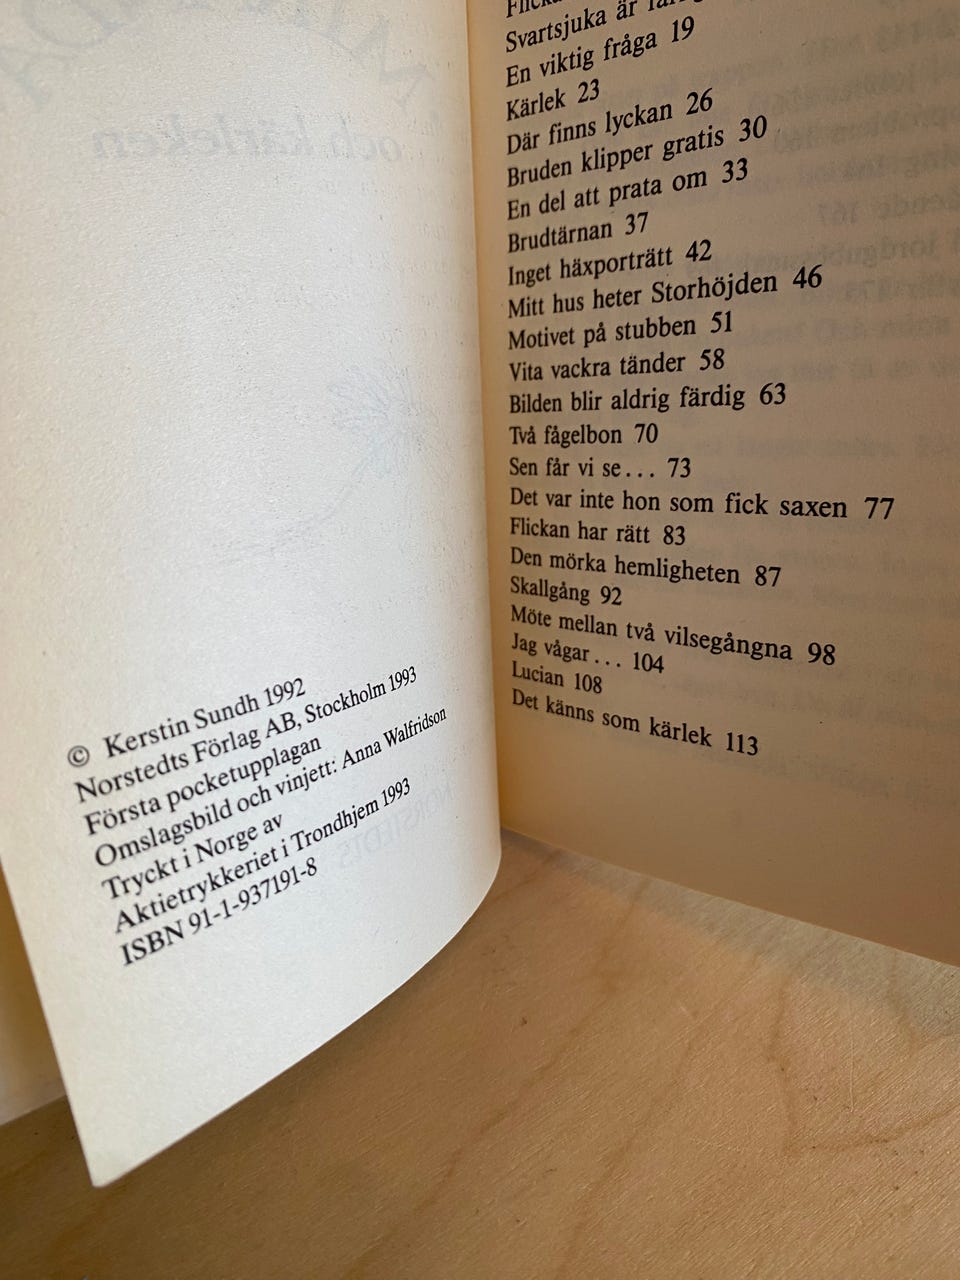 och kärleken
© Kerstin Sundh 1992
Norstedts Förlag AB, Stockholm 1993
Första pocketupplagan
Omslagsbild och vinjett: Anna Walfridson
Tryckt i Norge av
Aktietrykkeriet i Trondhjem 1993
ISBN 91-1-937191-8
NORSTEDTS
Svartsjuka är
En viktig fråga 19
Kärlek 23
Där finns lyckan 26
Bruden klipper gratis 30
En del att prata om 33
Brudtärnan 37
Inget häxporträtt 42
Mitt hus heter Storhöjden 46
Motivet på stubben 51
Vita vackra tänder 58
Bilden blir aldrig färdig 63
Två fågelbon 70
Sen får vi se... 73
Det var inte hon som fick saxen 77
Flickan har rätt 83
Den mörka hemligheten 87
Skallgång 92
Möte mellan två vilsegångna 98
Jag vågar... 104
Lucian 108
Det känns som kärlek 113